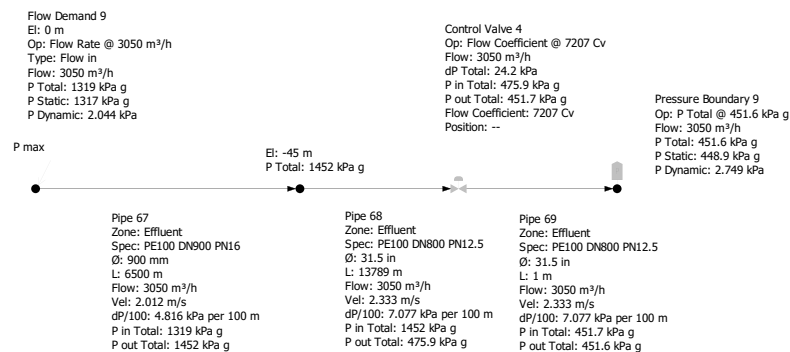 Flow Demand 9
El: 0 m
Op: Flow Rate @ 3050 m³/h
Type: Flow in
Flow: 3050 m³/h
P Total: 1319 kPa g
P Static: 1317 kPa g
P Dynamic: 2.044 kPa
Control Valve 4
Op: Flow Coefficient @ 7207 Cv
Flow: 3050 m³/h
dP Total: 24.2 kPa
P in Total: 475.9 kPa g
P out Total: 451.7 kPa g
Flow Coefficient: 7207 Cv
Position: --
Pressure Boundary 9
Op: P Total @ 451.6 kPa g
Flow: 3050 m³/h
P Total: 451.6 kPa g
P Static: 448.9 kPa g
P Dynamic: 2.749 kPa
P max
El: -45 m
P Total: 1452 kPa g
Pipe 67
Zone: Effluent
Spec: PE100 DN900 PN16
Ø: 900 mm
L: 6500 m
Flow: 3050 m³/h
Vel: 2.012 m/s
dP/100: 4.816 kPa per 100 m
P in Total: 1319 kPa g
P out Total: 1452 kPa g
Pipe 68
Zone: Effluent
Spec: PE100 DN800 PN12.5
Ø: 31.5 in
L: 13789 m
Flow: 3050 m³/h
Vel: 2.333 m/s
dP/100: 7.077 kPa per 100 m
P in Total: 1452 kPa g
P out Total: 475.9 kPa g
Pipe 69
Zone: Effluent
Spec: PE100 DN800 PN12.5
Ø: 31.5 in
L: 1 m
Flow: 3050 m³/h
Vel: 2.333 m/s
dP/100: 7.077 kPa per 100 m
P in Total: 451.7 kPa g
P out Total: 451.6 kPa g